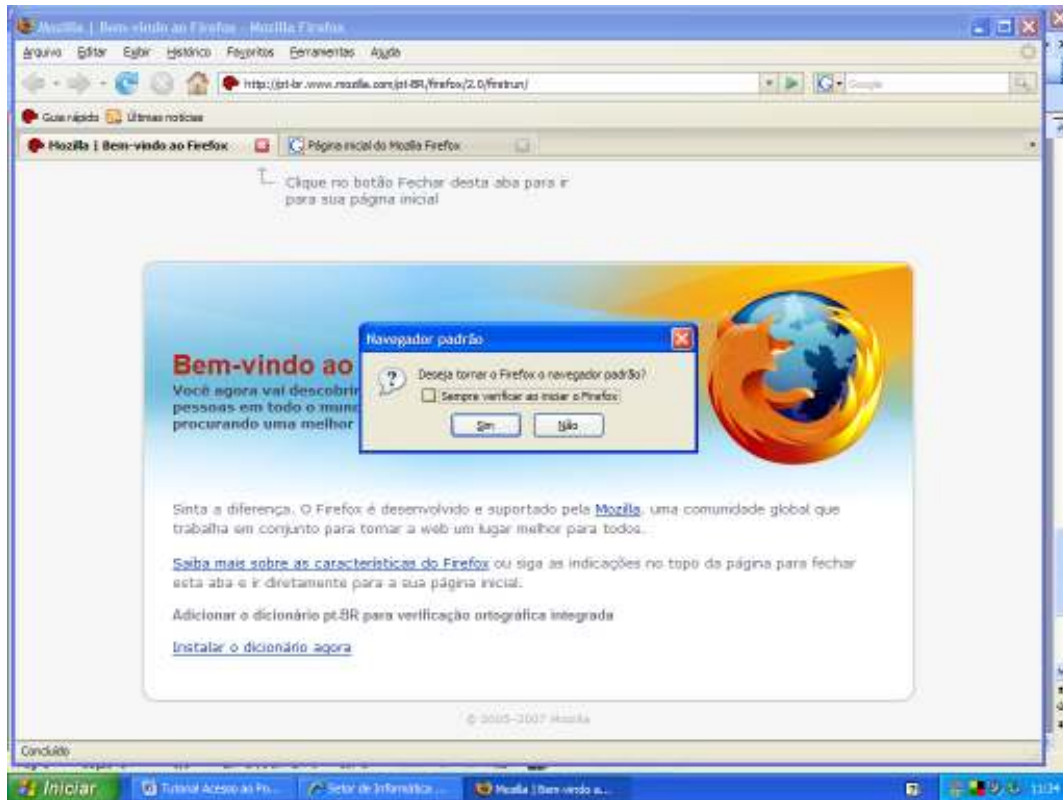 Mozilla | Bem-vindo ao Firefox - Mozilla Firefox
Arquivo Editar Exibir Histórico Favoritos Ferramentas Ajuda
http://pt-br.www.mozilla.com/pt-BR/firefox/2.0/firstrun/
Google
Guia rápido Últimas notícias
Mozilla | Bem-vindo ao Firefox
Página inicial do Mozilla Firefox
Clique no botão Fechar desta aba para ir
para sua página inicial
Bem-vindo ao
Você agora vai descobrir
pessoas em todo o mund
procurando uma melhor
Navegador padrão
Deseja tornar o Firefox o navegador padrão?
Sempre verificar ao iniciar o Firefox
Sim Não
Sinta a diferença. O Firefox é desenvolvido e suportado pela Mozilla, uma comunidade global que
trabalha em conjunto para tornar a web um lugar melhor para todos.
Saiba mais sobre as características do Firefox ou siga as indicações no topo da página para fechar
esta aba e ir diretamente para a sua página inicial.
Adicionar o dicionário pt-BR para verificação ortográfica integrada
Instalar o dicionário agora
© 2005-2007 Mozilla
Concluído
Iniciar
Tutorial Acesso ao Po...
Setor de Informática ...
Mozilla | Bem-vindo a...
11:34